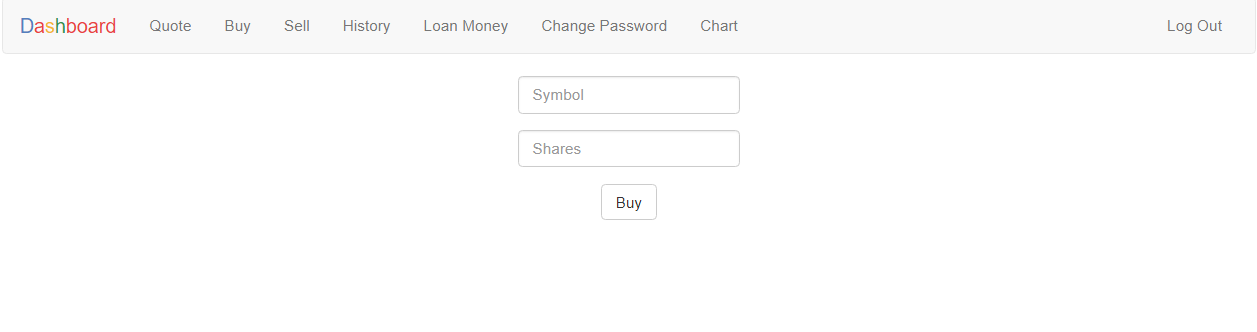 Dashboard Quote Buy Sell History Loan Money Change Password Chart Log Out
Symbol
Shares
Buy